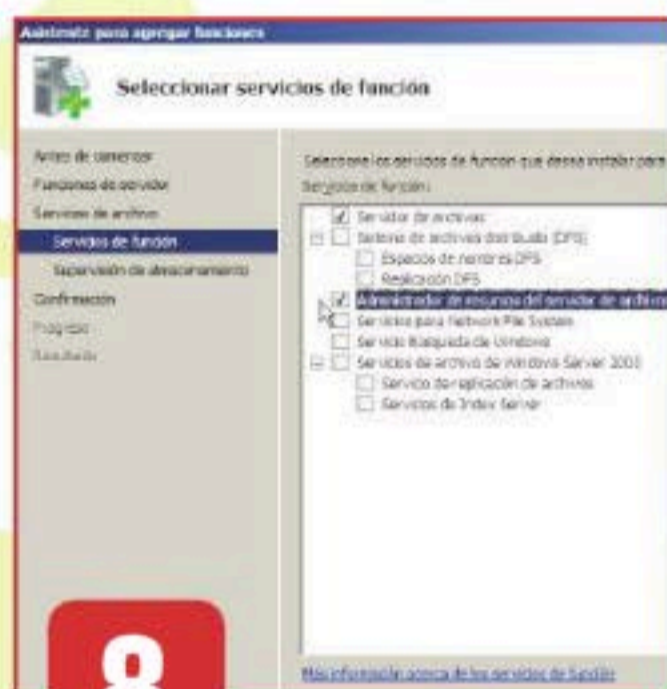 Asistente para agregar funciones
Seleccionar servicios de función
Antes de comenzar
Funciones de servidor
Servicios de archivo
Servicios de función
Supervisión de almacenamiento
Confirmación
Progreso
Resultados
Seleccione los servicios de función que desea instalar para
Servicios de función:
Servidor de archivos
Sistema de archivos distribuido (DFS)
Espacios de nombres DFS
Replicación DFS
Administrador de recursos del servidor de archivos
Servicios para Network File System
Servicio Búsqueda de Windows
Servicios de archivo de Windows Server 2003
Servicio de replicación de archivos
Servicios de Index Server
Más información acerca de los servicios de función
8